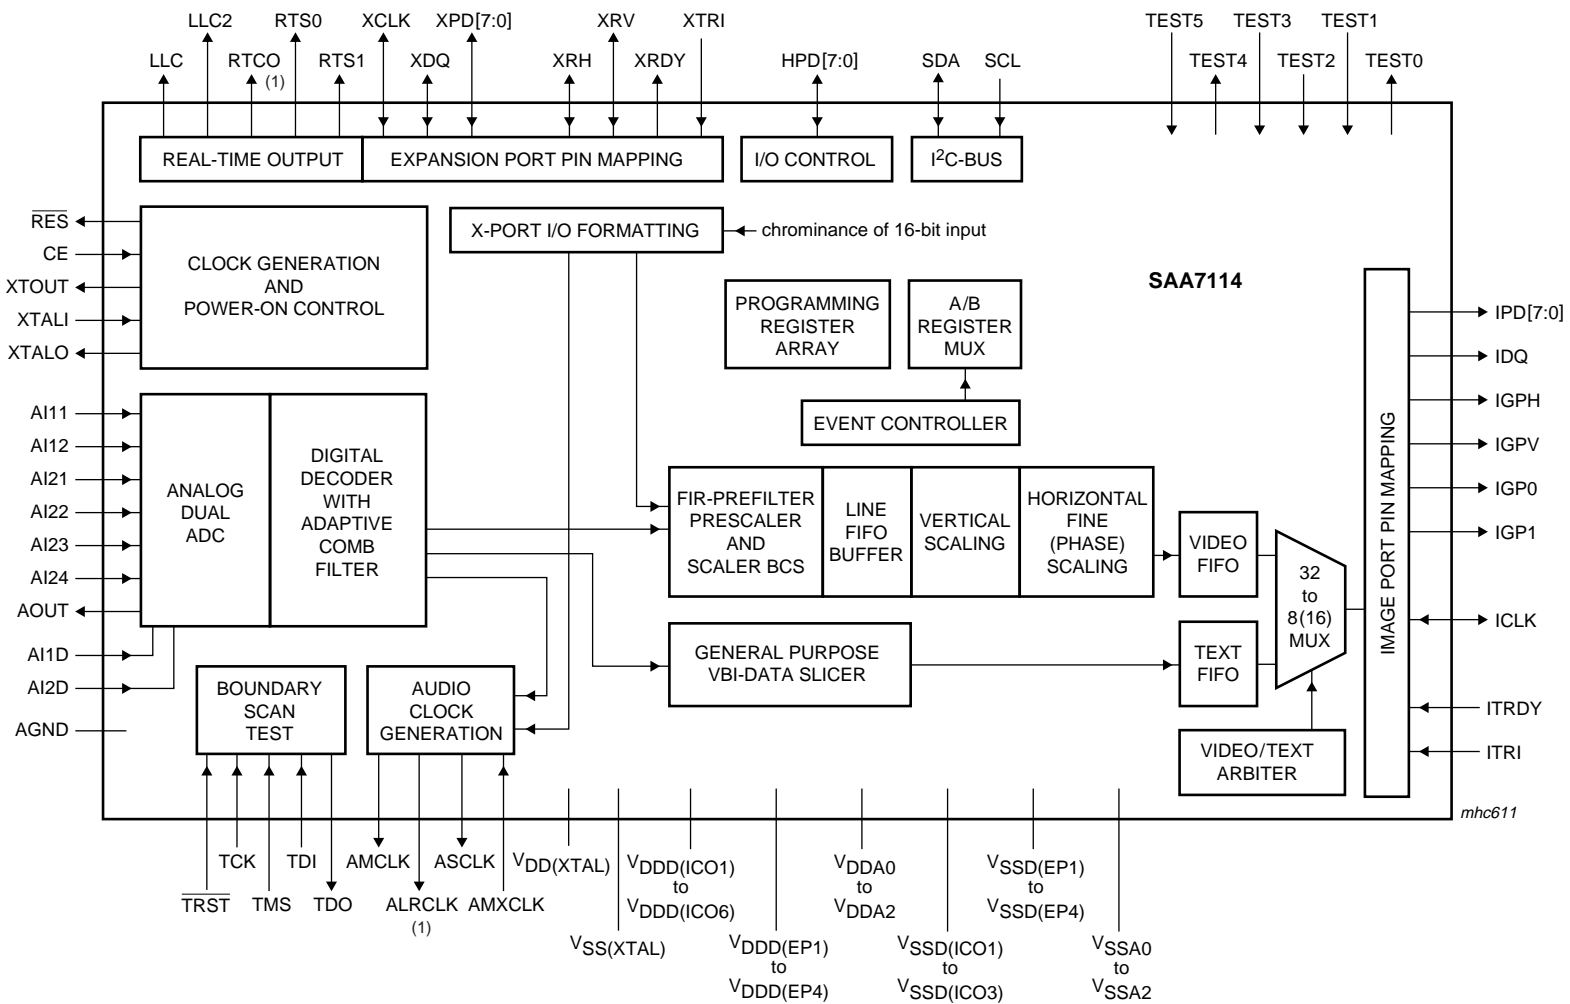 LLC2 RTS0 XCLK XPD[7:0] XRV XTRI TEST5 TEST3 TEST1
LLC RTCO RTS1 XDQ XRH XRDY HPD[7:0] SDA SCL TEST4 TEST2 TEST0
(1)
REAL-TIME OUTPUT EXPANSION PORT PIN MAPPING I/O CONTROL I2C-BUS
RES
CE
XTOUT
XTALI
XTALO
CLOCK GENERATION
AND
POWER-ON CONTROL
X-PORT I/O FORMATTING
chrominance of 16-bit input
SAA7114
PROGRAMMING
REGISTER
ARRAY
A/B
REGISTER
MUX
EVENT CONTROLLER
AI11
AI12
AI21
AI22
AI23
AI24
AOUT
AI1D
AI2D
AGND
ANALOG
DUAL
ADC
DIGITAL
DECODER
WITH
ADAPTIVE
COMB
FILTER
FIR-PREFILTER
PRESCALER
AND
SCALER BCS
LINE
FIFO
BUFFER
VERTICAL
SCALING
HORIZONTAL
FINE
(PHASE)
SCALING
VIDEO
FIFO
32
to
8(16)
MUX
GENERAL PURPOSE
VBI-DATA SLICER
TEXT
FIFO
VIDEO/TEXT
ARBITER
IMAGE PORT PIN MAPPING
IPD[7:0]
IDQ
IGPH
IGPV
IGP0
IGP1
ICLK
ITRDY
ITRI
BOUNDARY
SCAN
TEST
AUDIO
CLOCK
GENERATION
mhc611
TCK TDI AMCLK ASCLK
TRST TMS TDO ALRCLK AMXCLK
(1)
VDD(XTAL)
VSS(XTAL)
VDDD(ICO1)
to
VDDD(ICO6)
VDDD(EP1)
to
VDDD(EP4)
VDDA0
to
VDDA2
VSSD(ICO1)
to
VSSD(ICO3)
VSSD(EP1)
to
VSSD(EP4)
VSSA0
to
VSSA2